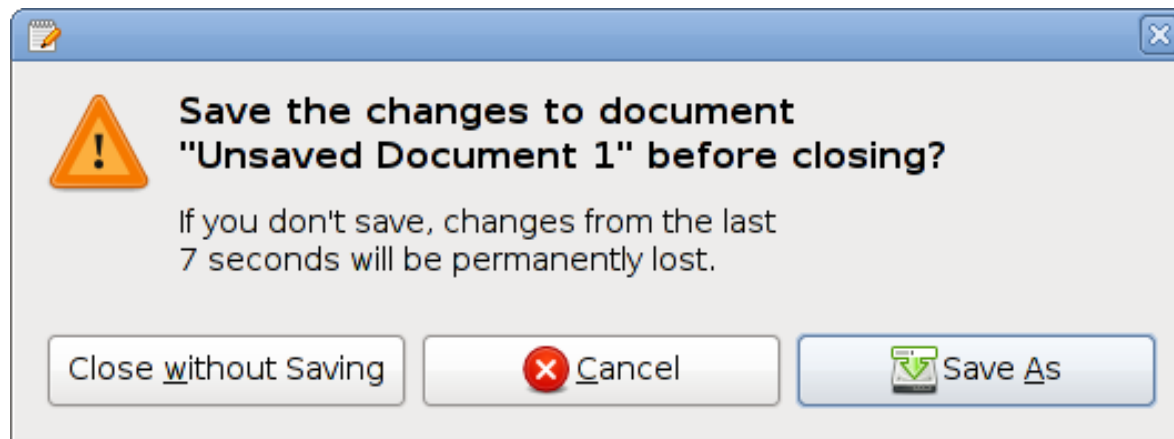 Save the changes to document
"Unsaved Document 1" before closing?
If you don't save, changes from the last
7 seconds will be permanently lost.
Close without Saving
Cancel
Save As